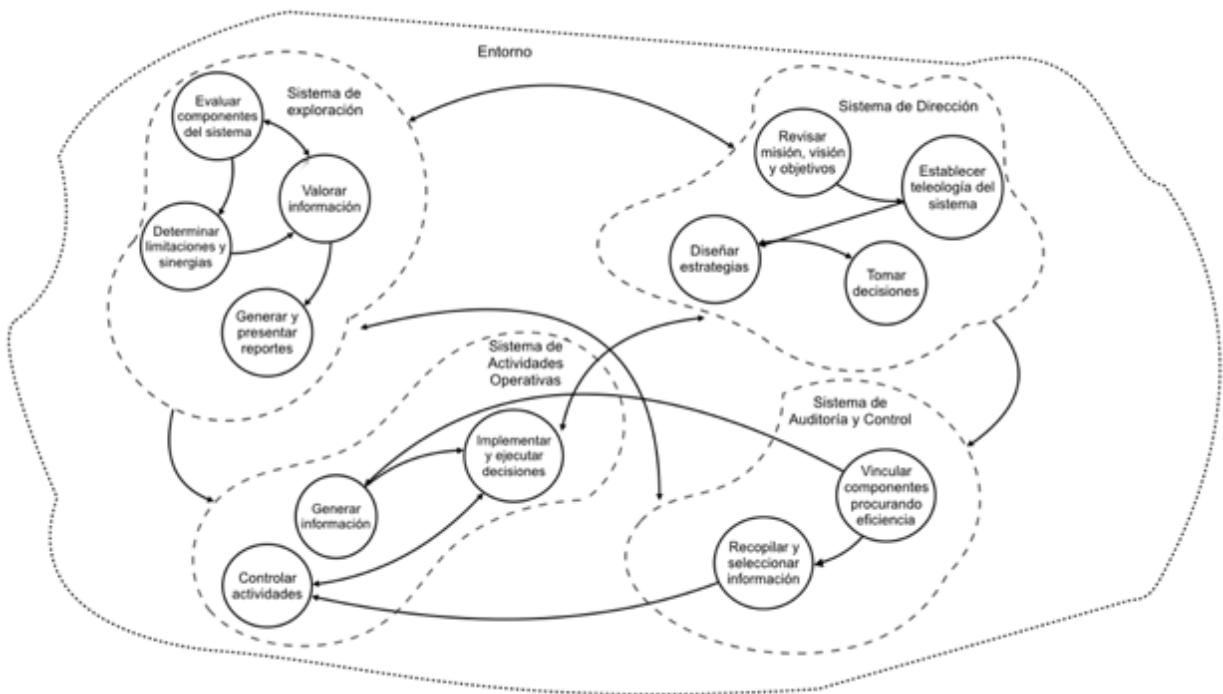 Entorno
Sistema de
exploración
Evaluar
componentes
del sistema
Valorar
información
Determinar
limitaciones y
sinergias
Generar y
presentar
reportes
Sistema de Dirección
Revisar
misión, visión
y objetivos
Establecer
teleología del
sistema
Diseñar
estrategias
Tomar
decisiones
Sistema de
Actividades
Operativas
Implementar
y ejecutar
decisiones
Generar
información
Controlar
actividades
Sistema de
Auditoría y Control
Vincular
componentes
procurando
eficiencia
Recopilar y
seleccionar
información